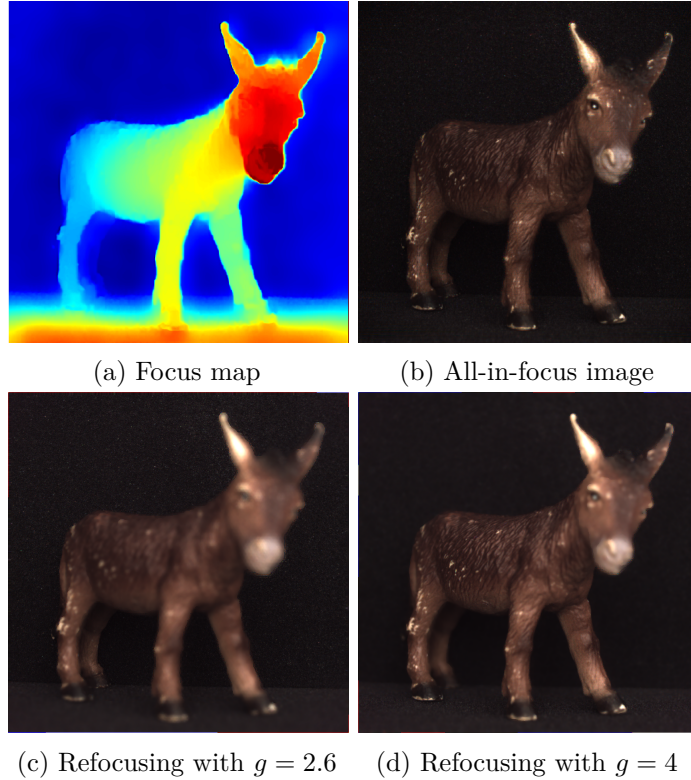 (a) Focus map
(b) All-in-focus image
(c) Refocusing with g = 2.6
(d) Refocusing with g = 4